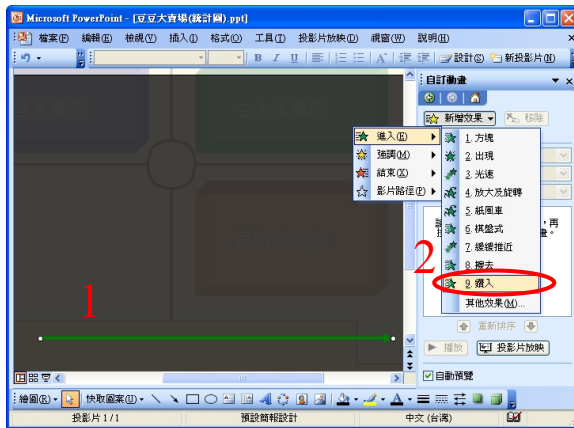 Microsoft PowerPoint - [豆豆大賣場(統計圖).ppt]
檔案(F) 編輯(E) 檢視(V) 插入(I) 格式(O) 工具(T) 投影片放映(D) 視窗(W) 說明(H)
B I U 設計(S) 新投影片(N)
自訂動畫
新增效果 移除
進入(E)
強調(M)
結束(X)
影片路徑(P)
1. 方塊
2. 出現
3. 光速
4. 放大及旋轉
5. 紙風車
6. 棋盤式
7. 緩緩推近
8. 擦去
9. 鑽入
其他效果(M)...
，再
畫。
1
2
重新排序
播放 投影片放映
自動預覽
繪圖(R) 快取圖案(U)
投影片 1 / 1 預設簡報設計 中文 (台灣)